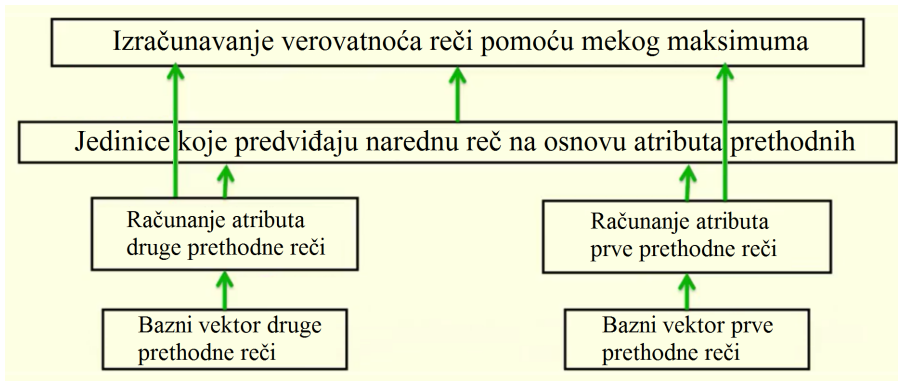 Izračunavanje verovatnoća reči pomoću mekog maksimuma
Jedinice koje predviđaju narednu reč na osnovu atributa prethodnih
Računanje atributa
druge prethodne reči
Računanje atributa
prve prethodne reči
Bazni vektor druge
prethodne reči
Bazni vektor prve
prethodne reči